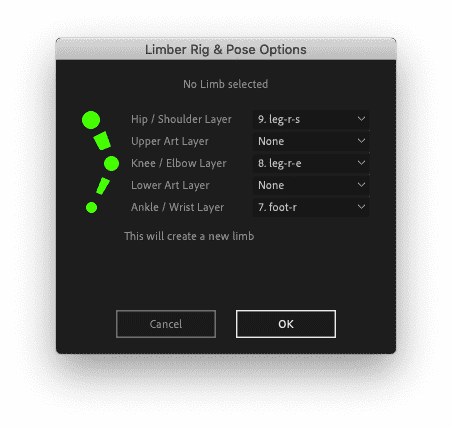 Limber Rig & Pose Options
No Limb selected
Hip / Shoulder Layer 9. leg-r-s
Upper Art Layer None
Knee / Elbow Layer 8. leg-r-e
Lower Art Layer None
Ankle / Wrist Layer 7. foot-r
This will create a new limb
Cancel OK